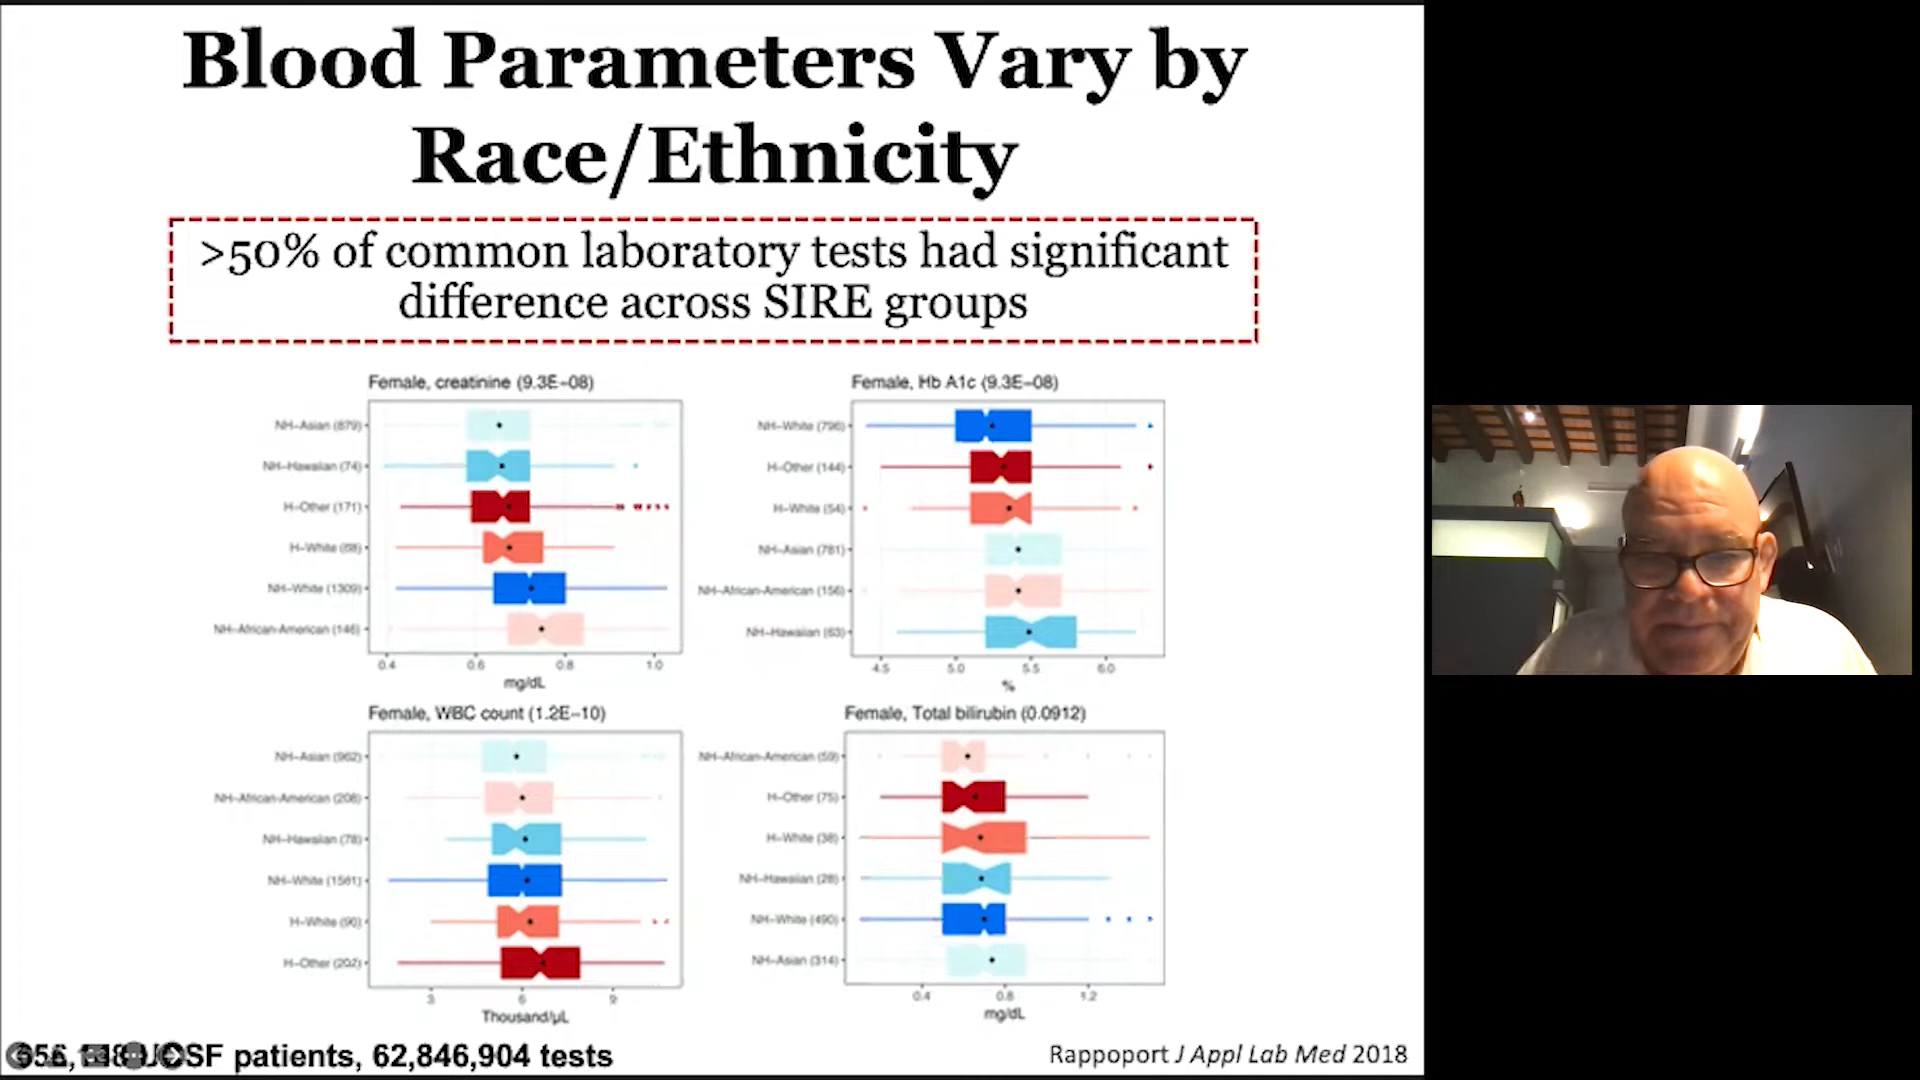 Blood Parameters Vary by
Race/Ethnicity
>50% of common laboratory tests had significant
difference across SIRE groups
Female, creatinine (9.3E-08)
NH-Asian (879)
NH-Hawaiian (74)
H-Other (171)
H-White (68)
NH-White (1309)
NH-African-American (146)
0.4 0.6 0.8 1.0
mg/dL
Female, Hb A1c (9.3E-08)
NH-White (796)
H-Other (144)
H-White (54)
NH-Asian (781)
NH-African-American (156)
NH-Hawaiian (63)
4.5 5.0 5.5 6.0
%
Female, WBC count (1.2E-10)
NH-Asian (962)
NH-African-American (208)
NH-Hawaiian (78)
NH-White (1561)
H-White (90)
H-Other (202)
3 6 9
Thousand/µL
Female, Total bilirubin (0.0912)
NH-African-American (59)
H-Other (75)
H-White (38)
NH-Hawaiian (28)
NH-White (490)
NH-Asian (314)
0.4 0.8 1.2
mg/dL
patients, 62,846,904 tests
Rappoport J Appl Lab Med 2018